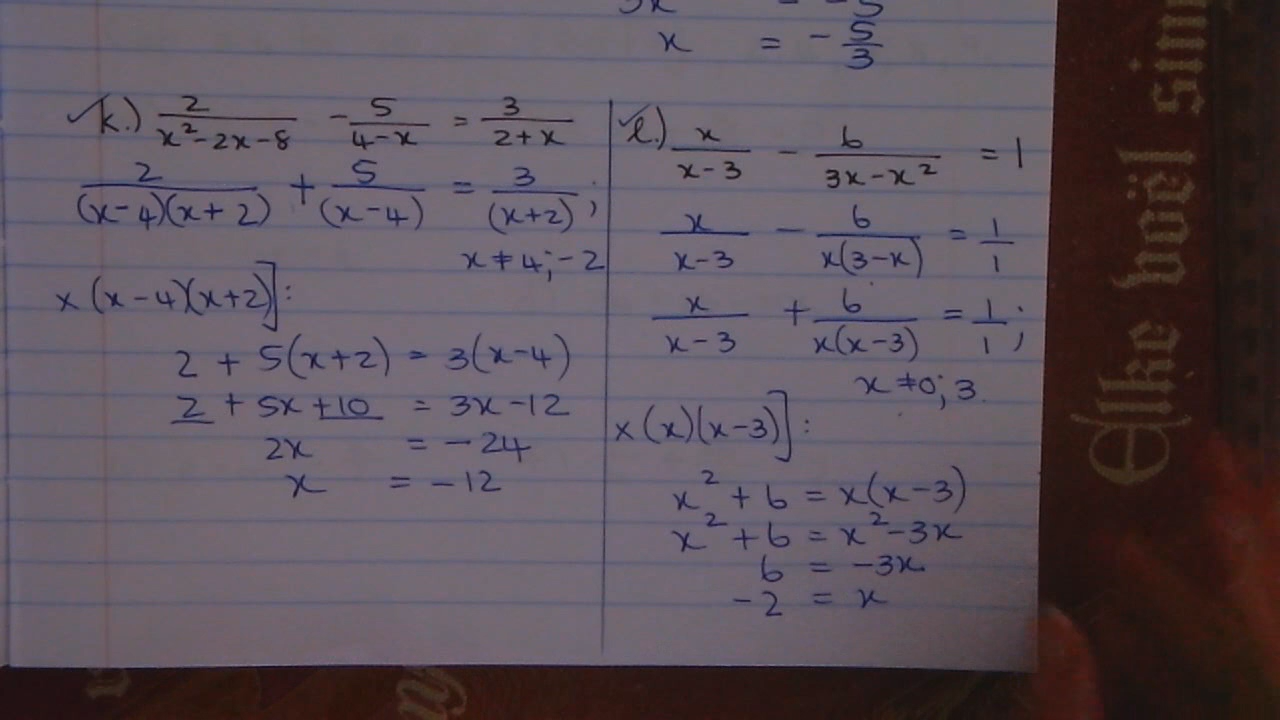 x = - 5/3
k.) 2/(x²-2x-8) - 5/(4-x) = 3/(2+x)
2/((x-4)(x+2)) + 5/(x-4) = 3/(x+2);
x ≠ 4; -2
x (x-4)(x+2)]:
2 + 5(x+2) = 3(x-4)
2 + 5x + 10 = 3x - 12
2x = - 24
x = - 12
l.) x/(x-3) - 6/(3x-x²) = 1
x/(x-3) - 6/(x(3-x)) = 1/1
x/(x-3) + 6/(x(x-3)) = 1/1;
x ≠ 0; 3.
x (x)(x-3)]:
x² + 6 = x(x-3)
x² + 6 = x² - 3x
6 = -3x
-2 = x
Elke boël sim